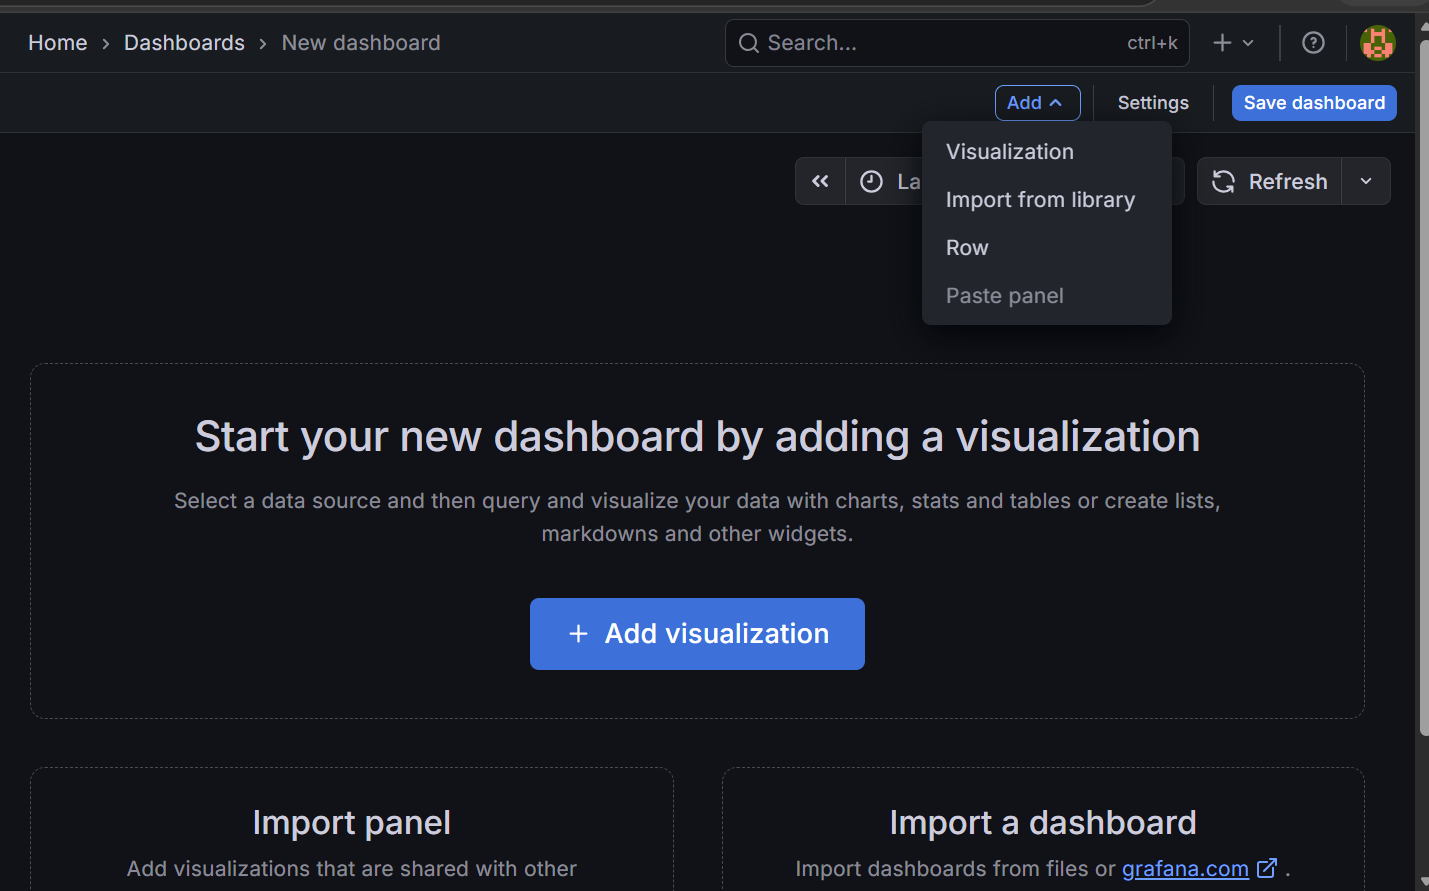 Home › Dashboards › New dashboard
Search... ctrl+k
Add Settings Save dashboard
Visualization
La
Refresh
Import from library
Row
Paste panel
Start your new dashboard by adding a visualization
Select a data source and then query and visualize your data with charts, stats and tables or create lists,
markdowns and other widgets.
+ Add visualization
Import panel
Add visualizations that are shared with other
Import a dashboard
Import dashboards from files or grafana.com .